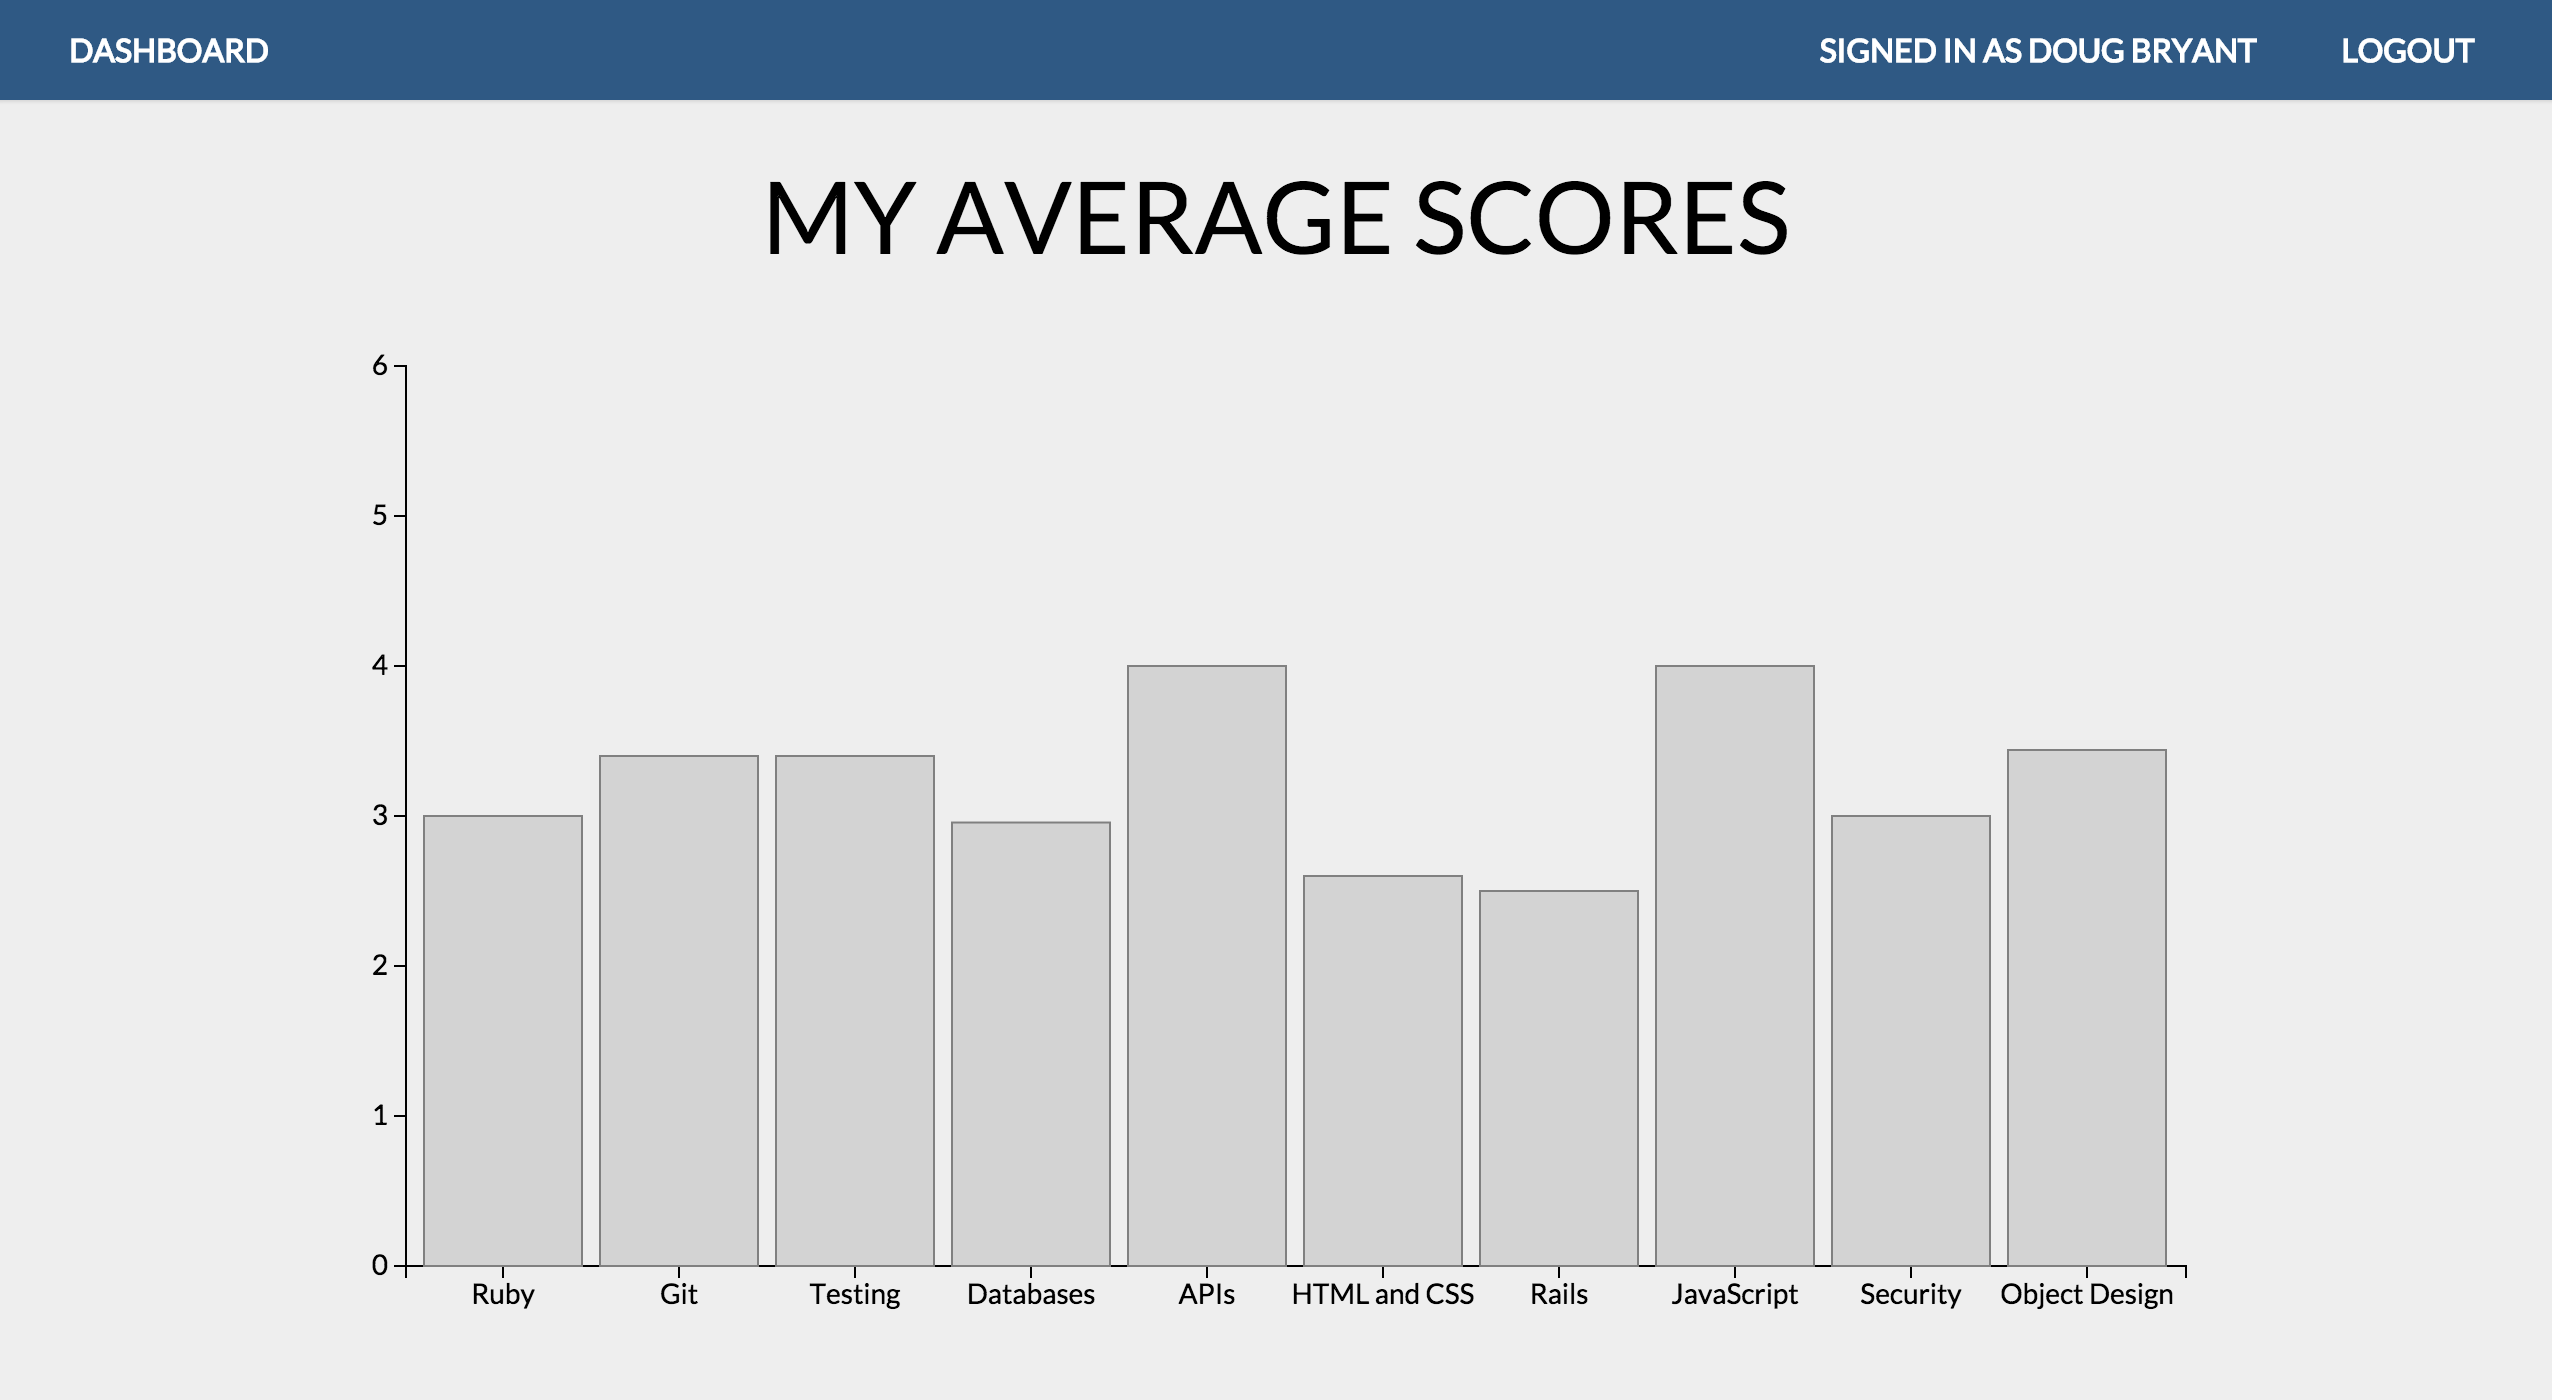 DASHBOARD SIGNED IN AS DOUG BRYANT LOGOUT
MY AVERAGE SCORES
6
5
4
3
2
1
0
Ruby Git Testing Databases APIs HTML and CSS Rails JavaScript Security Object Design